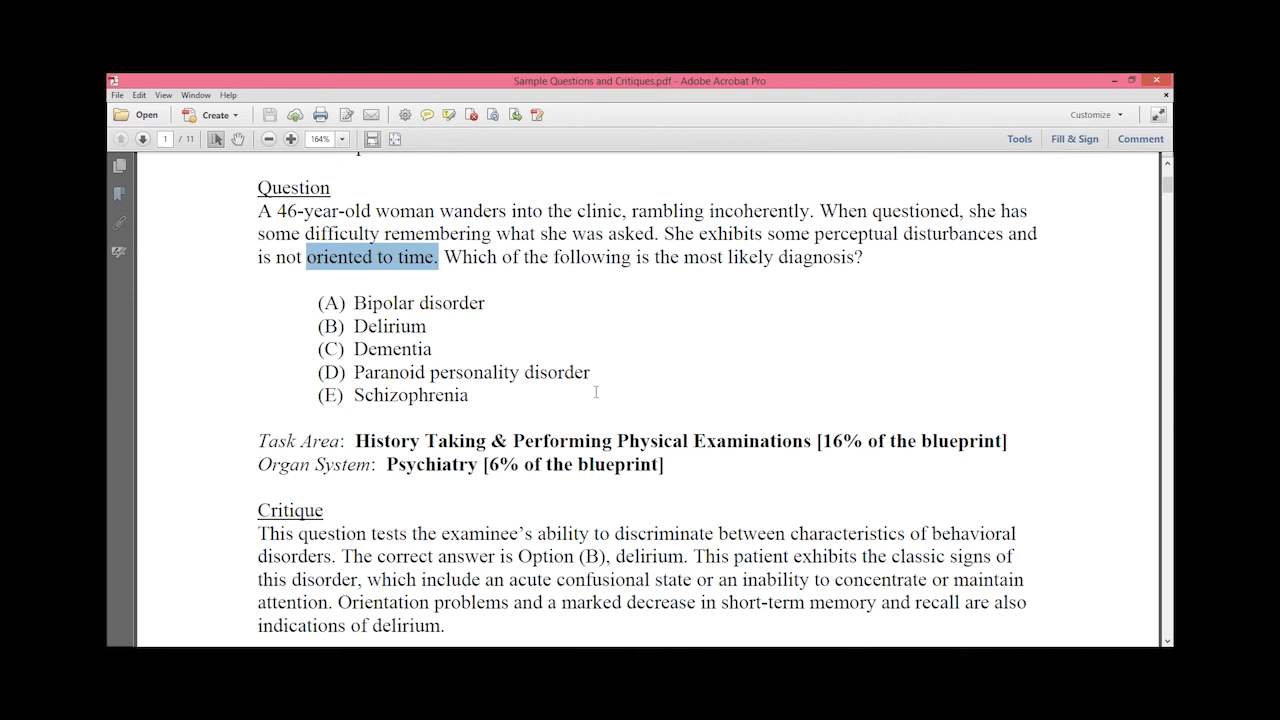 Sample Questions and Critiques.pdf - Adobe Acrobat Pro
File Edit View Window Help
Open Create Customize
1 / 11 164% Tools Fill & Sign Comment
Question
A 46-year-old woman wanders into the clinic, rambling incoherently. When questioned, she has
some difficulty remembering what she was asked. She exhibits some perceptual disturbances and
is not oriented to time. Which of the following is the most likely diagnosis?
(A) Bipolar disorder
(B) Delirium
(C) Dementia
(D) Paranoid personality disorder
(E) Schizophrenia
Task Area: History Taking & Performing Physical Examinations [16% of the blueprint]
Organ System: Psychiatry [6% of the blueprint]
Critique
This question tests the examinee’s ability to discriminate between characteristics of behavioral
disorders. The correct answer is Option (B), delirium. This patient exhibits the classic signs of
this disorder, which include an acute confusional state or an inability to concentrate or maintain
attention. Orientation problems and a marked decrease in short-term memory and recall are also
indications of delirium.